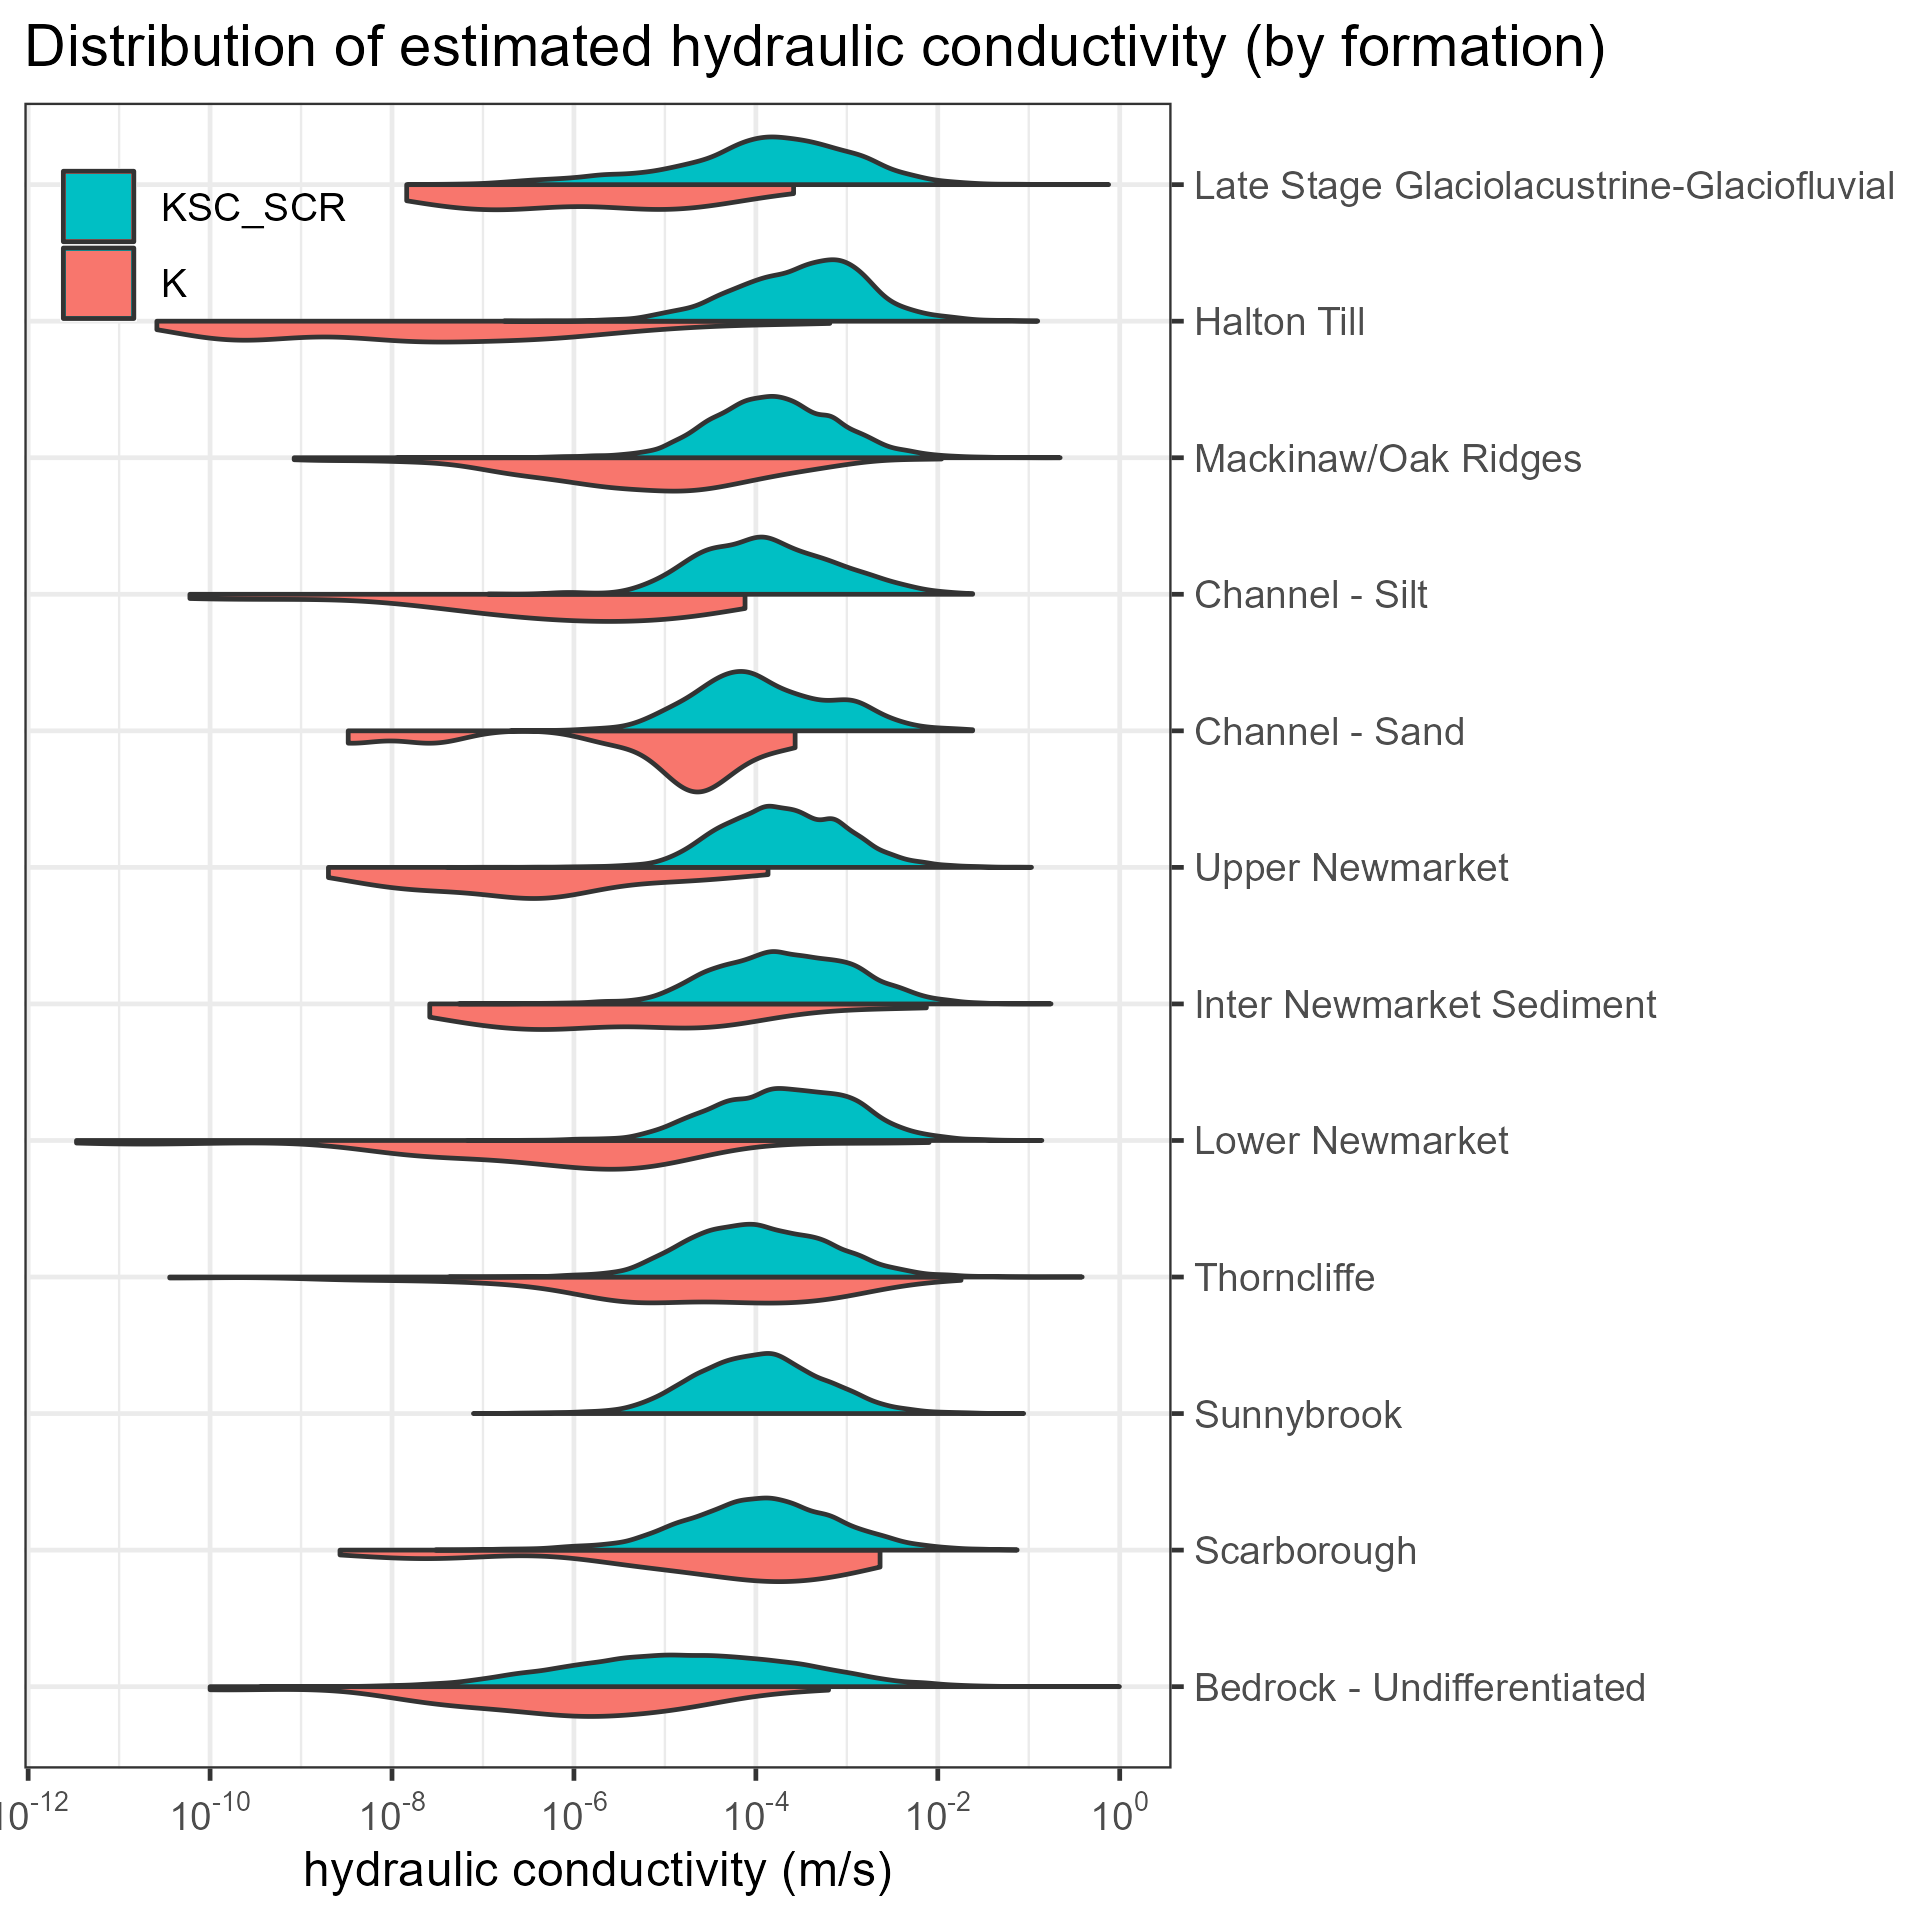 Distribution of estimated hydraulic conductivity (by formation)
KSC_SCR
K
Late Stage Glaciolacustrine-Glaciofluvial
Halton Till
Mackinaw/Oak Ridges
Channel - Silt
Channel - Sand
Upper Newmarket
Inter Newmarket Sediment
Lower Newmarket
Thorncliffe
Sunnybrook
Scarborough
Bedrock - Undifferentiated
10⁻¹² 10⁻¹⁰ 10⁻⁸ 10⁻⁶ 10⁻⁴ 10⁻² 10⁰
hydraulic conductivity (m/s)